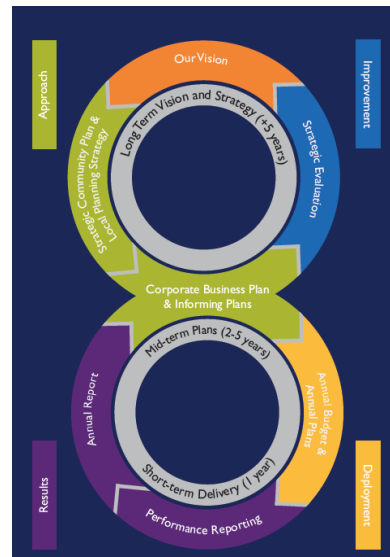 Our Vision
Approach
Improvement
Long Term Vision and Strategy (+5 years)
Strategic Community Plan &
Local Planning Strategy
Strategic Evaluation
Corporate Business Plan
& Informing Plans
Mid-term Plans (2-5 years)
Annual Report
Annual Budget &
Annual Plans
Short-term Delivery (1 year)
Performance Reporting
Results
Deployment